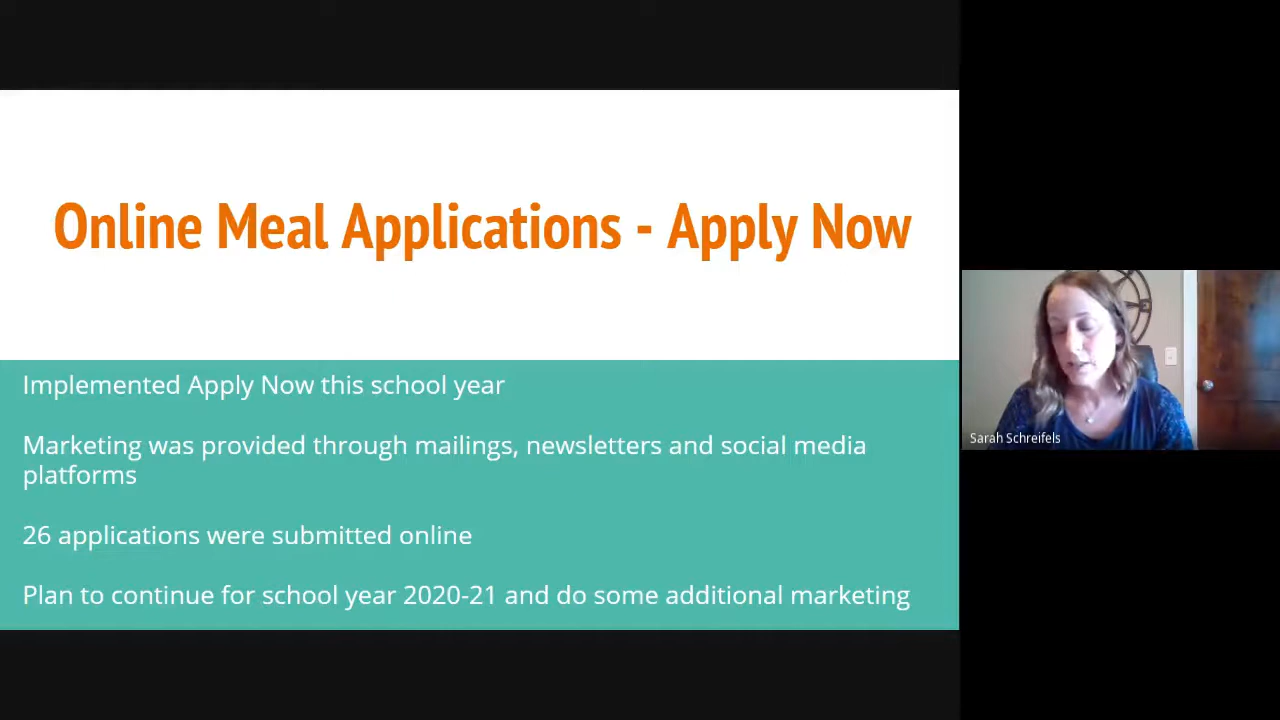 Online Meal Applications - Apply Now
Implemented Apply Now this school year
Marketing was provided through mailings, newsletters and social media
platforms
26 applications were submitted online
Plan to continue for school year 2020-21 and do some additional marketing
Sarah Schreifels